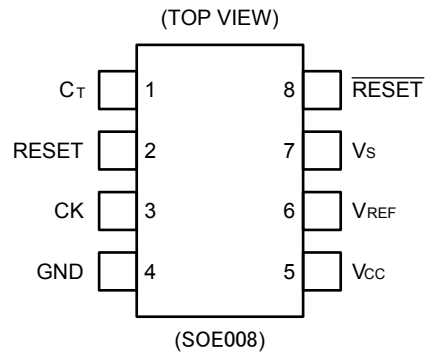 (TOP VIEW)
CT 1 8 RESET
RESET 2 7 VS
CK 3 6 VREF
GND 4 5 VCC
(SOE008)